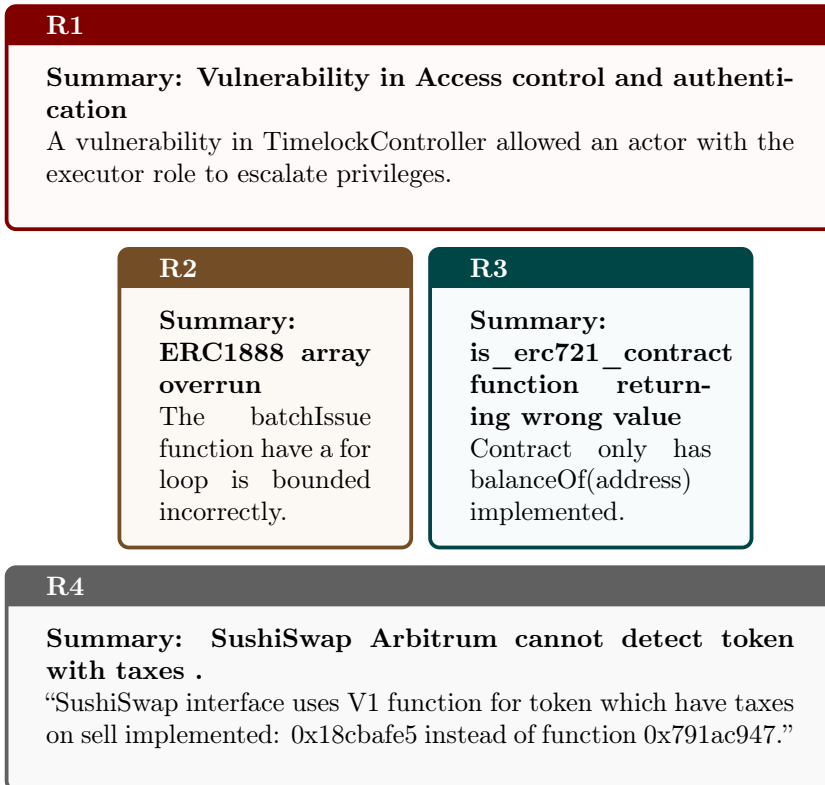 R1
Summary: Vulnerability in Access control and authenti-
cation
A vulnerability in TimelockController allowed an actor with the
executor role to escalate privileges.
R2
Summary:
ERC1888 array
overrun
The batchIssue
function have a for
loop is bounded
incorrectly.
R3
Summary:
is_erc721_contract
function return-
ing wrong value
Contract only has
balanceOf(address)
implemented.
R4
Summary: SushiSwap Arbitrum cannot detect token
with taxes .
“SushiSwap interface uses V1 function for token which have taxes
on sell implemented: 0x18cbafe5 instead of function 0x791ac947.”